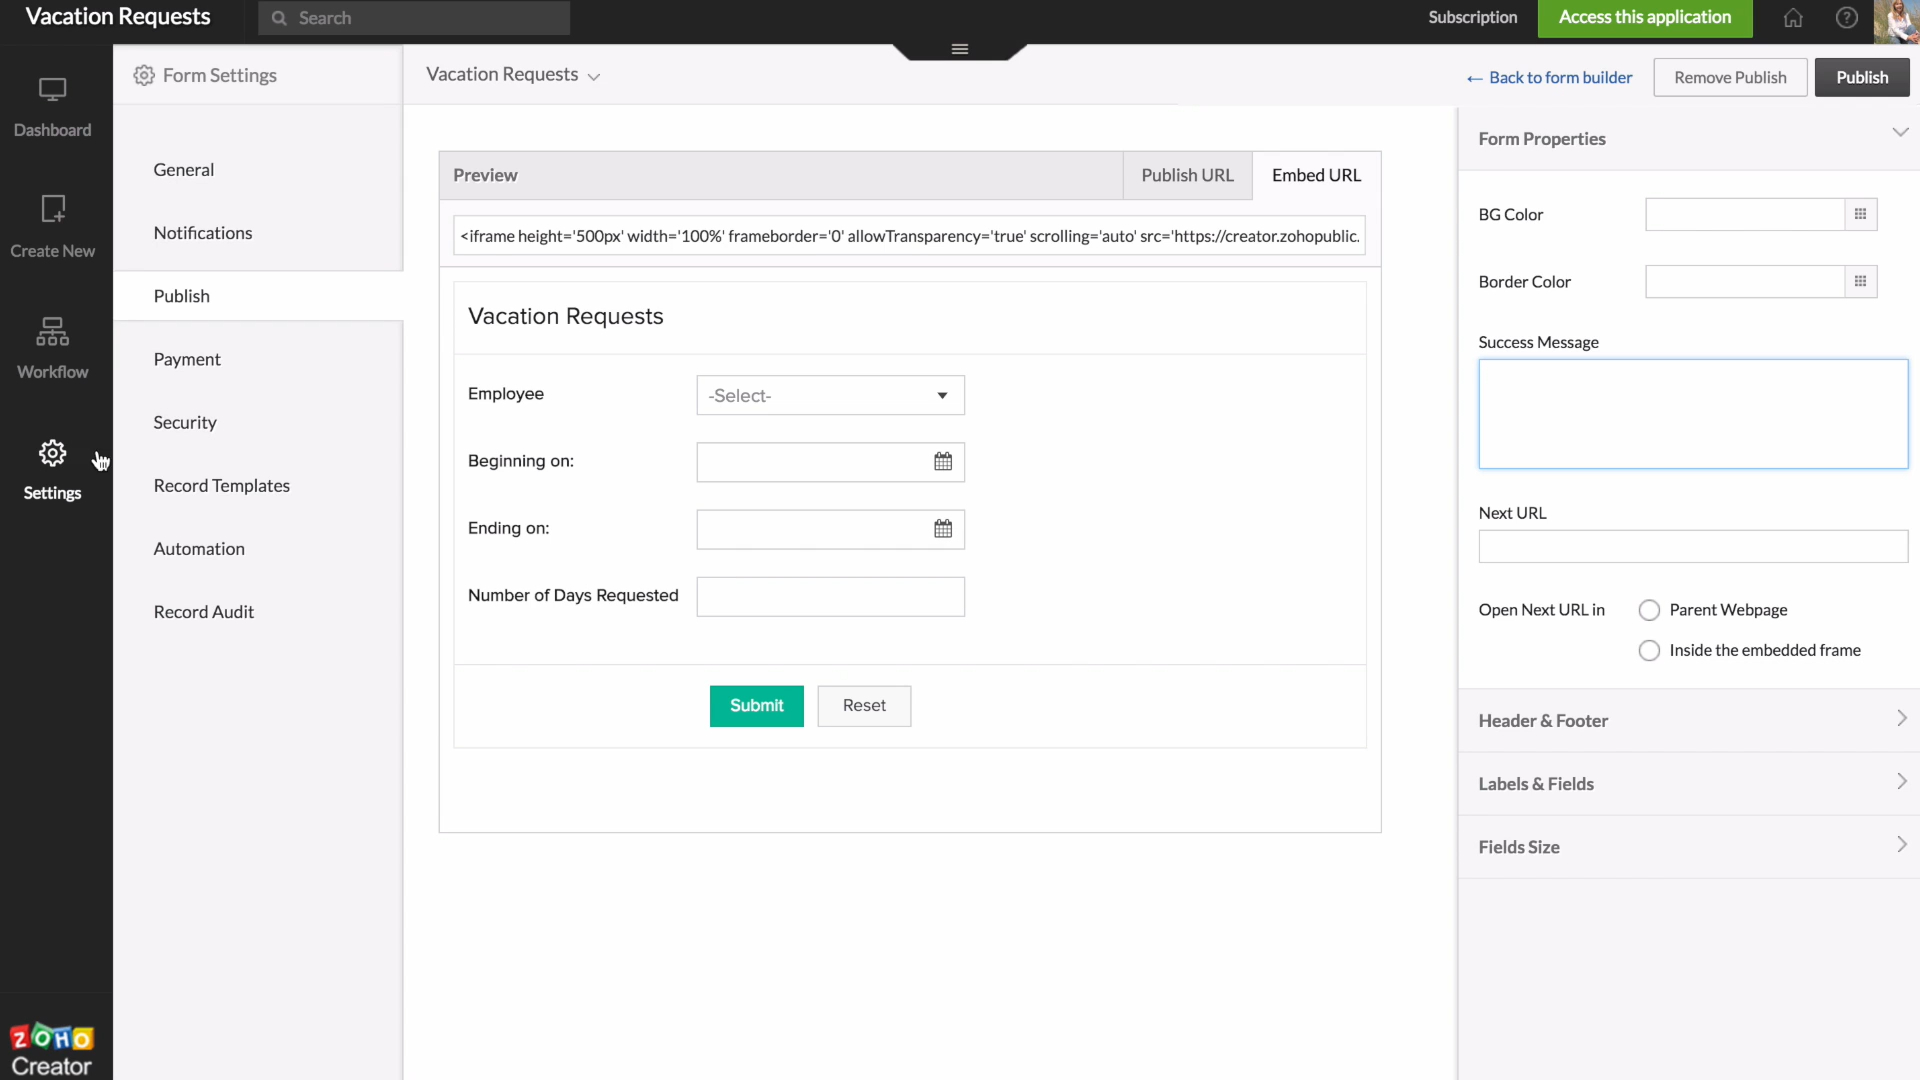 Vacation Requests
Search
Subscription
Access this application
Form Settings
Vacation Requests
← Back to form builder
Remove Publish
Publish
Dashboard
Create New
Workflow
Settings
ZOHO
Creator
General
Notifications
Publish
Payment
Security
Record Templates
Automation
Record Audit
Preview
Publish URL
Embed URL
<iframe height='500px' width='100%' frameborder='0' allowTransparency='true' scrolling='auto' src='https://creator.zohopublic.
Vacation Requests
Employee
-Select-
Beginning on:
Ending on:
Number of Days Requested
Submit
Reset
Form Properties
BG Color
Border Color
Success Message
Next URL
Open Next URL in
Parent Webpage
Inside the embedded frame
Header & Footer
Labels & Fields
Fields Size